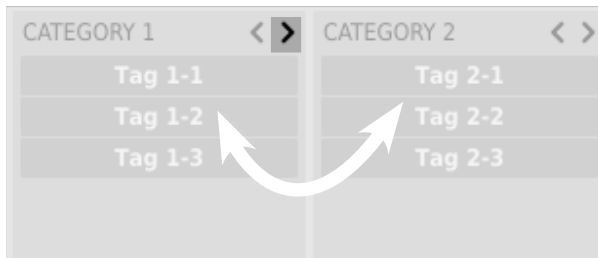 CATEGORY 1
Tag 1-1
Tag 1-2
Tag 1-3
CATEGORY 2
Tag 2-1
Tag 2-2
Tag 2-3